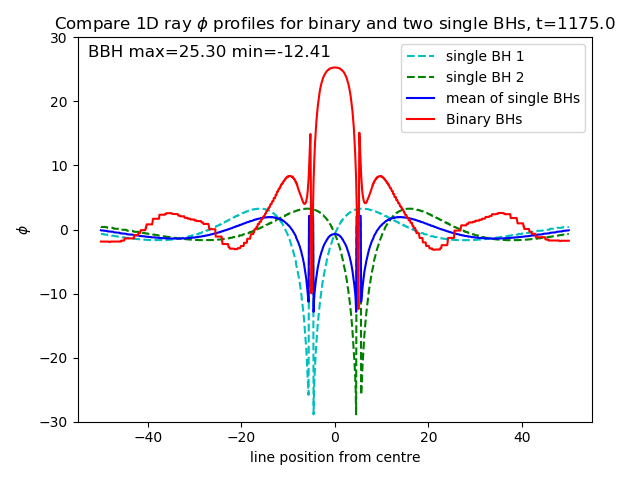 Compare 1D ray ϕ profiles for binary and two single BHs, t=1175.0
BBH max=25.30 min=-12.41
single BH 1
single BH 2
mean of single BHs
Binary BHs
ϕ
30
20
10
0
−10
−20
−30
−40 −20 0 20 40
line position from centre